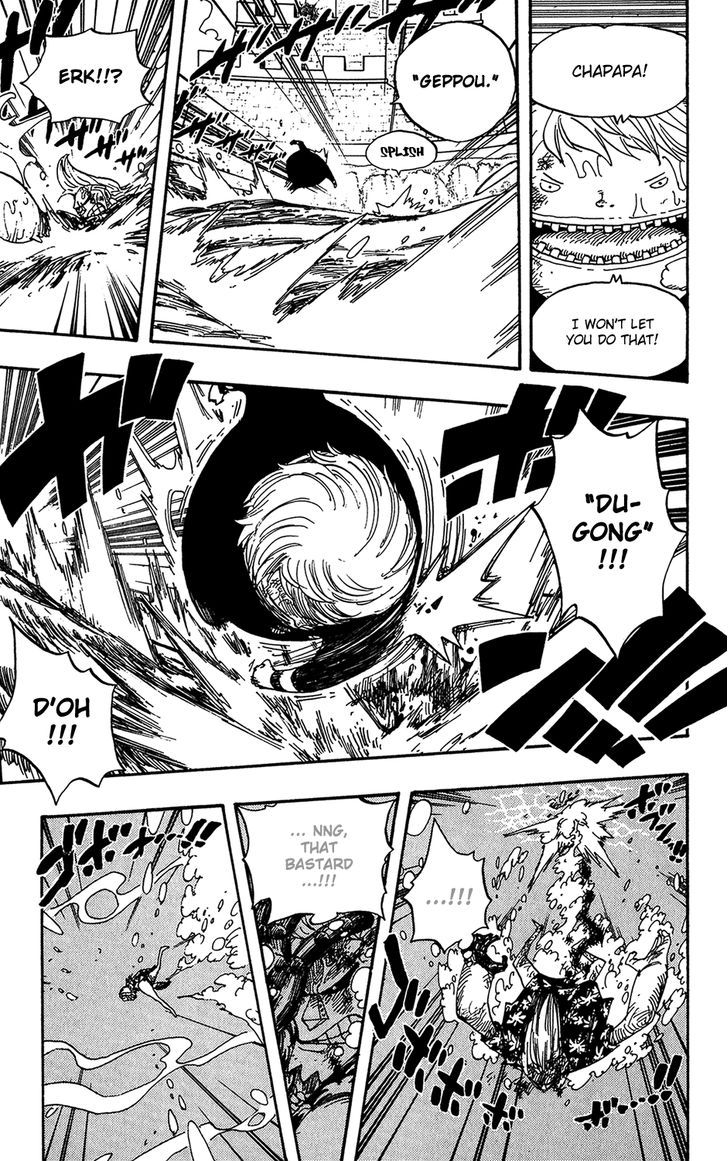 CHAPAPA!
I WON'T LET
YOU DO THAT!
"GEPPOU."
SPLISH
ERK!!?
"DU-
GONG"
!!!
D'OH
!!!
...!!!
... NNG,
THAT
BASTARD
...!!!